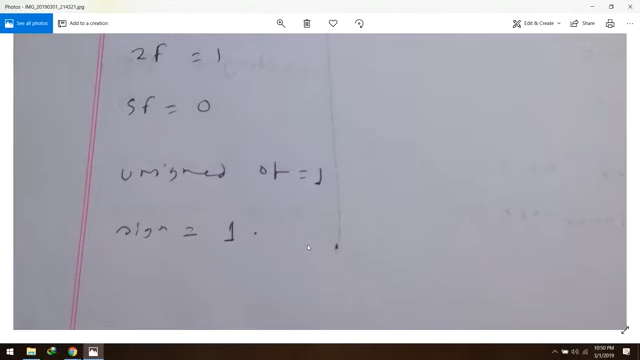 Photos - IMG_20190301_214321.jpg
See all photos
Add to a creation
Edit & Create
Share
Zf = 1
Sf = 0
unsigned of = 1
sign = 1 .
10:50 PM
3/1/2019